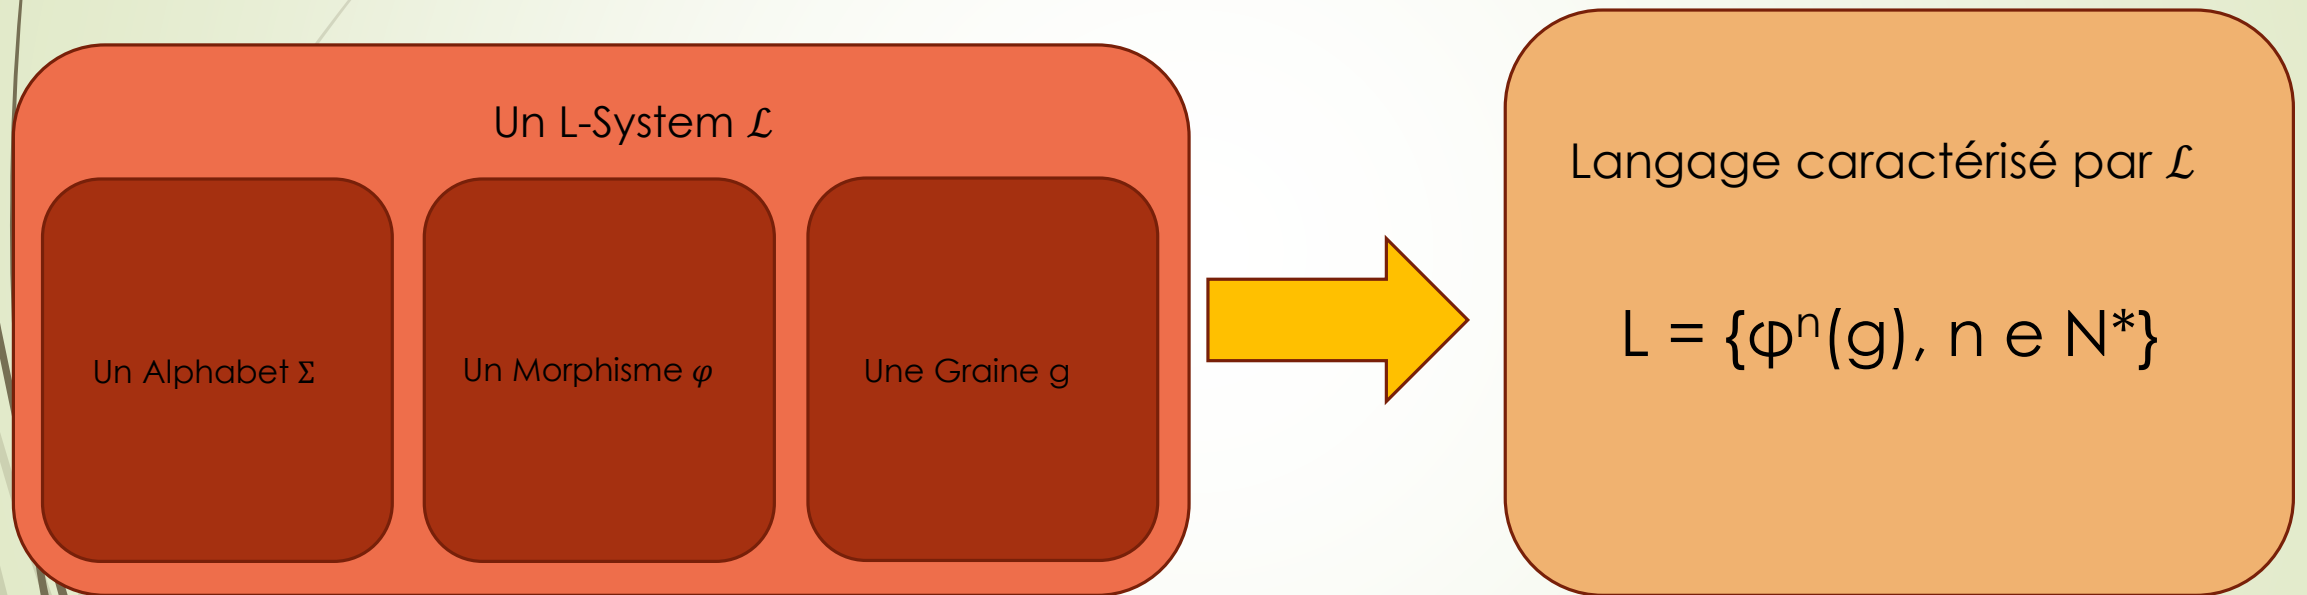 Un L-System ℒ
Un Alphabet Σ
Un Morphisme φ
Une Graine g
Langage caractérisé par ℒ
L = {φⁿ(g), n e N*}